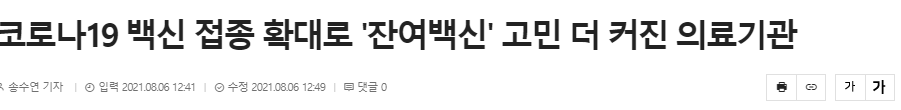 코로나19 백신 접종 확대로 '잔여백신' 고민 더 커진 의료기관
송수연 기자 | 입력 2021.08.06 12:41 | 수정 2021.08.06 12:49 | 댓글 0 가 가